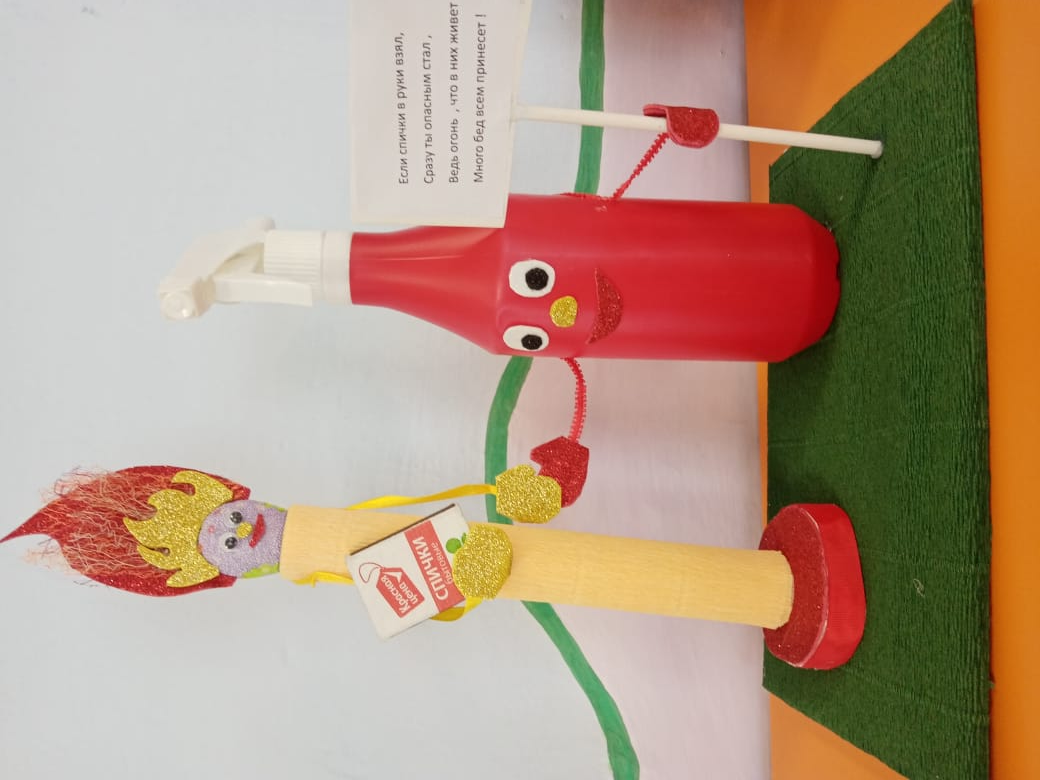 Если спички в руки взял,
Сразу ты опасным стал ,
Ведь огонь , что в них живет
Много бед всем принесет !
Красная
цена
СПИЧКИ
бытовые